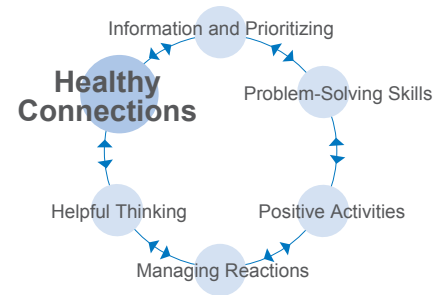 Information and Prioritizing
Healthy
Connections
Problem-Solving Skills
Helpful Thinking
Positive Activities
Managing Reactions